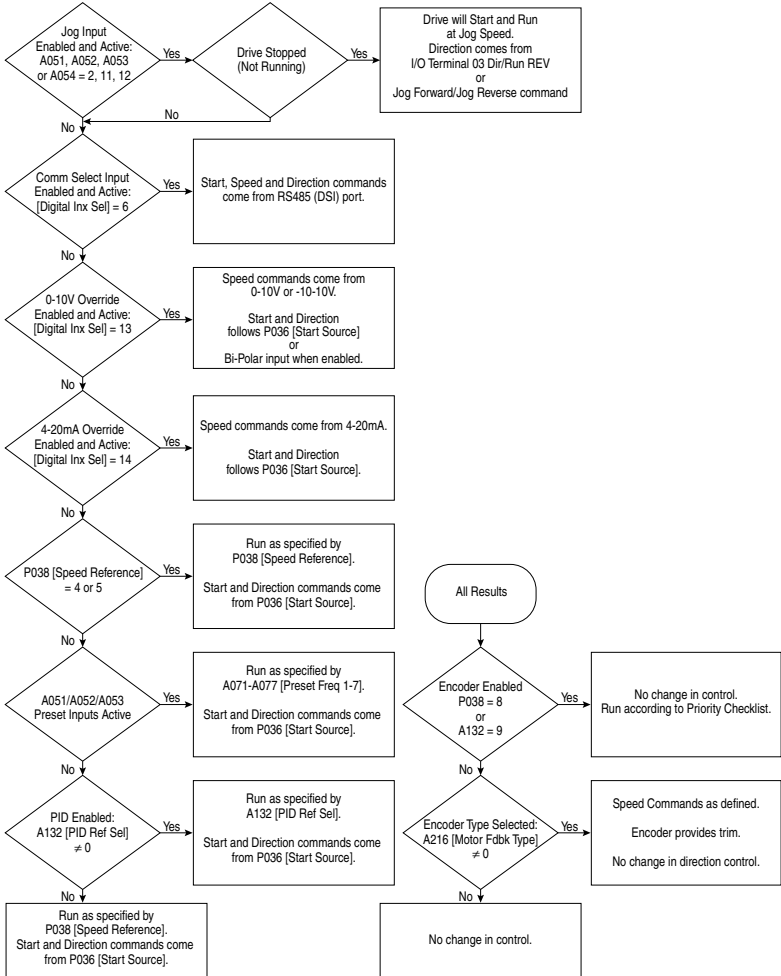 Jog Input
Enabled and Active:
A051, A052, A053
or A054 = 2, 11, 12
Yes
Drive Stopped
(Not Running)
Yes
Drive will Start and Run
at Jog Speed.
Direction comes from
I/O Terminal 03 Dir/Run REV
or
Jog Forward/Jog Reverse command
No
No
Comm Select Input
Enabled and Active:
[Digital Inx Sel] = 6
Yes
Start, Speed and Direction commands
come from RS485 (DSI) port.
No
0-10V Override
Enabled and Active:
[Digital Inx Sel] = 13
Yes
Speed commands come from
0-10V or -10-10V.
Start and Direction
follows P036 [Start Source]
or
Bi-Polar input when enabled.
No
4-20mA Override
Enabled and Active:
[Digital Inx Sel] = 14
Yes
Speed commands come from 4-20mA.
Start and Direction
follows P036 [Start Source].
No
P038 [Speed Reference]
= 4 or 5
Yes
Run as specified by
P038 [Speed Reference].
Start and Direction commands come
from P036 [Start Source].
No
A051/A052/A053
Preset Inputs Active
Yes
Run as specified by
A071-A077 [Preset Freq 1-7].
Start and Direction commands come
from P036 [Start Source].
No
PID Enabled:
A132 [PID Ref Sel]
≠ 0
Yes
Run as specified by
A132 [PID Ref Sel].
Start and Direction commands come
from P036 [Start Source].
No
Run as specified by
P038 [Speed Reference].
Start and Direction commands come
from P036 [Start Source].
All Results
Encoder Enabled
P038 = 8
or
A132 = 9
Yes
No change in control.
Run according to Priority Checklist.
No
Encoder Type Selected:
A216 [Motor Fdbk Type]
≠ 0
Yes
Speed Commands as defined.
Encoder provides trim.
No change in direction control.
No
No change in control.